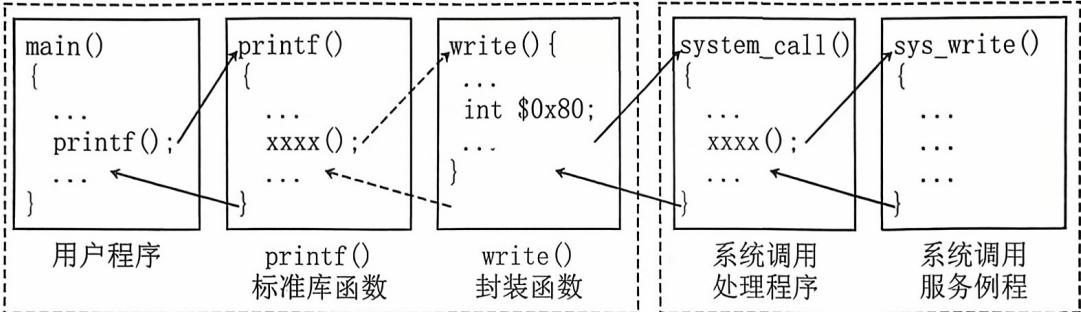 main()
{
...
printf();
...
}
用户程序
printf()
{
...
xxxx();
...
}
printf()
标准库函数
write(){
...
int $0x80;
...
}
write()
封装函数
system_call()
{
...
xxxx();
...
}
系统调用
处理程序
sys_write()
{
...
...
...
}
系统调用
服务例程